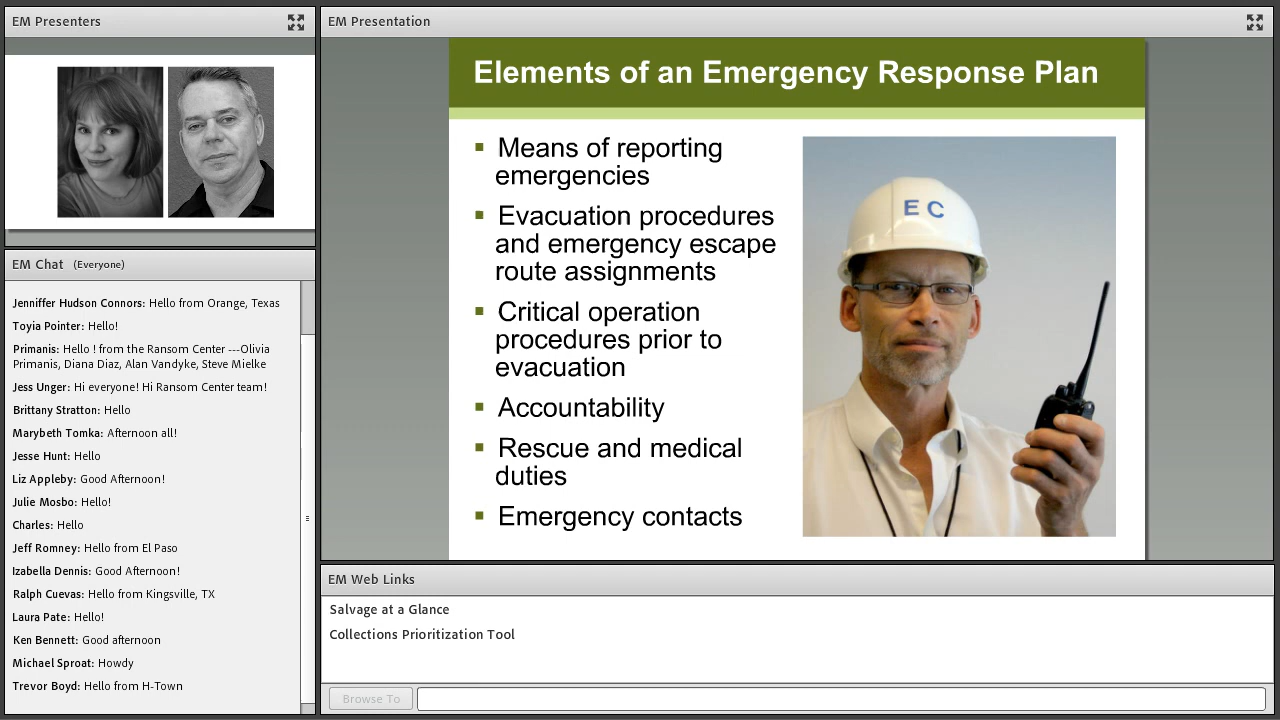 EM Presenters
EM Chat (Everyone)
Jenniffer Hudson Connors: Hello from Orange, Texas
Toyia Pointer: Hello!
Primanis: Hello ! from the Ransom Center ---Olivia
Primanis, Diana Diaz, Alan Vandyke, Steve Mielke
Jess Unger: Hi everyone! Hi Ransom Center team!
Brittany Stratton: Hello
Marybeth Tomka: Afternoon all!
Jesse Hunt: Hello
Liz Appleby: Good Afternoon!
Julie Mosbo: Hello!
Charles: Hello
Jeff Romney: Hello from El Paso
Izabella Dennis: Good Afternoon!
Ralph Cuevas: Hello from Kingsville, TX
Laura Pate: Hello!
Ken Bennett: Good afternoon
Michael Sproat: Howdy
Trevor Boyd: Hello from H-Town
EM Presentation
Elements of an Emergency Response Plan
▪ Means of reporting
emergencies
▪ Evacuation procedures
and emergency escape
route assignments
▪ Critical operation
procedures prior to
evacuation
▪ Accountability
▪ Rescue and medical
duties
▪ Emergency contacts
E C
EM Web Links
Salvage at a Glance
Collections Prioritization Tool
Browse To